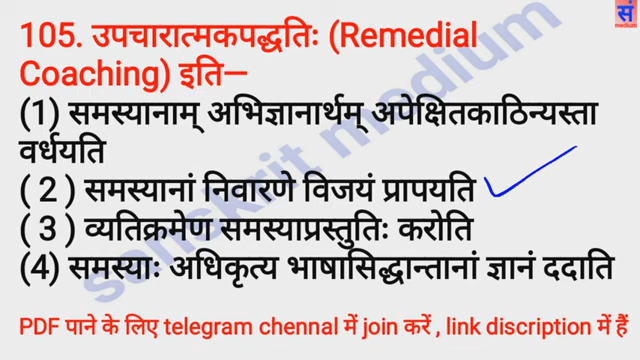 सं
medium
105. उपचारात्मकपद्धतिः (Remedial
Coaching) इति—
(1) समस्यानाम् अभिज्ञानार्थम् अपेक्षितकाठिन्यस्ता
वर्धयति
( 2 ) समस्यानां निवारणे विजयं प्रापयति
( 3 ) व्यतिक्रमेण समस्याप्रस्तुतिः करोति
(4) समस्याः अधिकृत्य भाषासिद्धान्तानां ज्ञानं ददाति
sanskrit medium
PDF पाने के लिए telegram chennal में join करें , link discription में हैं